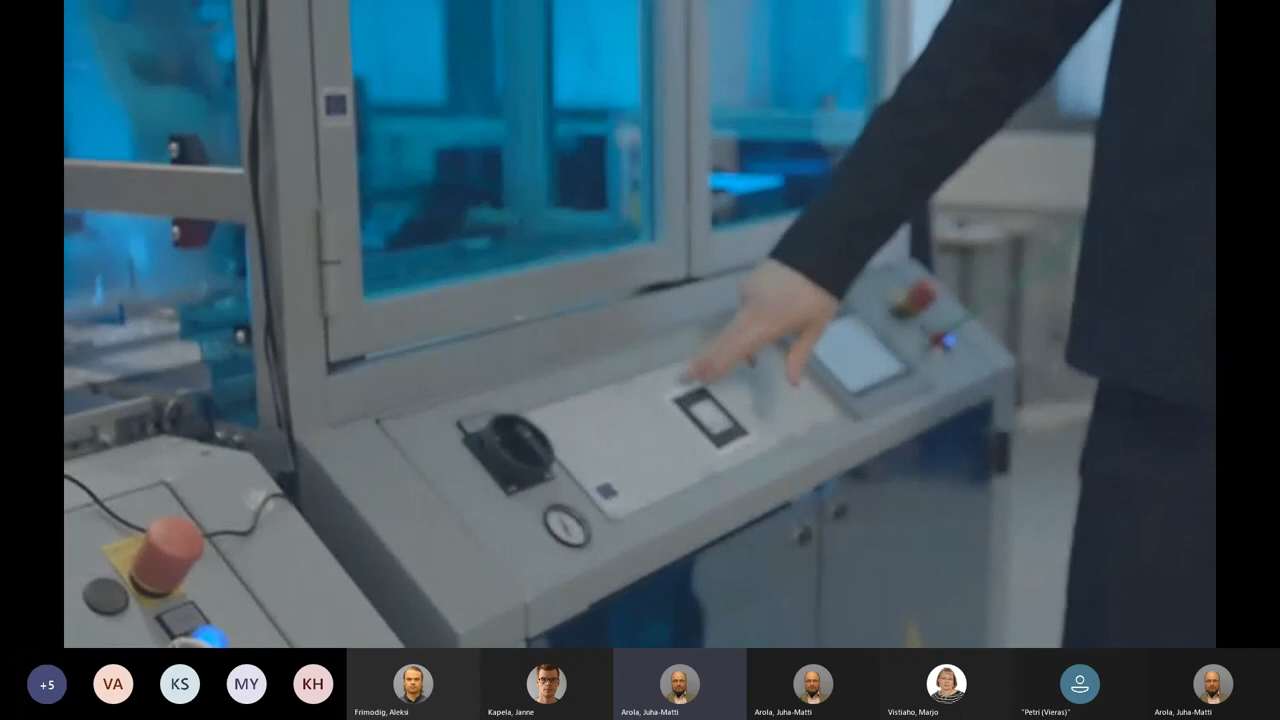 +5
VA
KS
MY
KH
Frimodig, Aleksi
Kapela, Janne
Arola, Juha-Matti
Arola, Juha-Matti
Vistiaho, Marjo
"Petri (Vieras)"
Arola, Juha-Matti